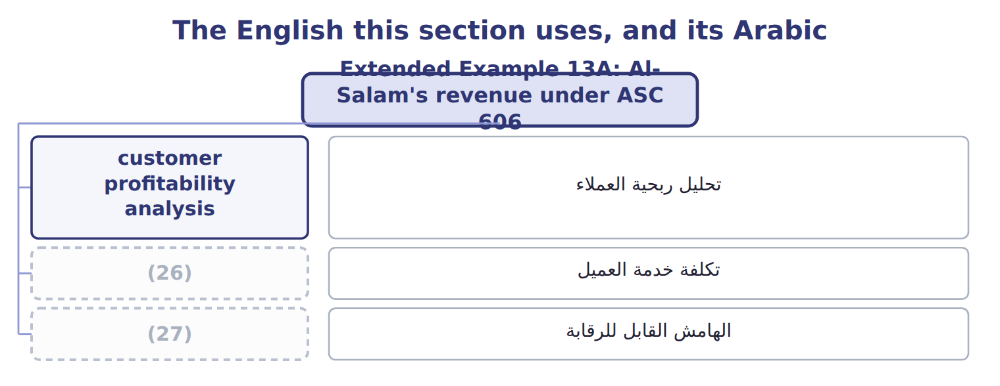 The English this section uses, and its Arabic
Extended Example 13A: Al-
Salam's revenue under ASC
606
customer
profitability
analysis
تحليل ربحية العملاء
(26)
تكلفة خدمة العميل
(27)
الهامش القابل للرقابة